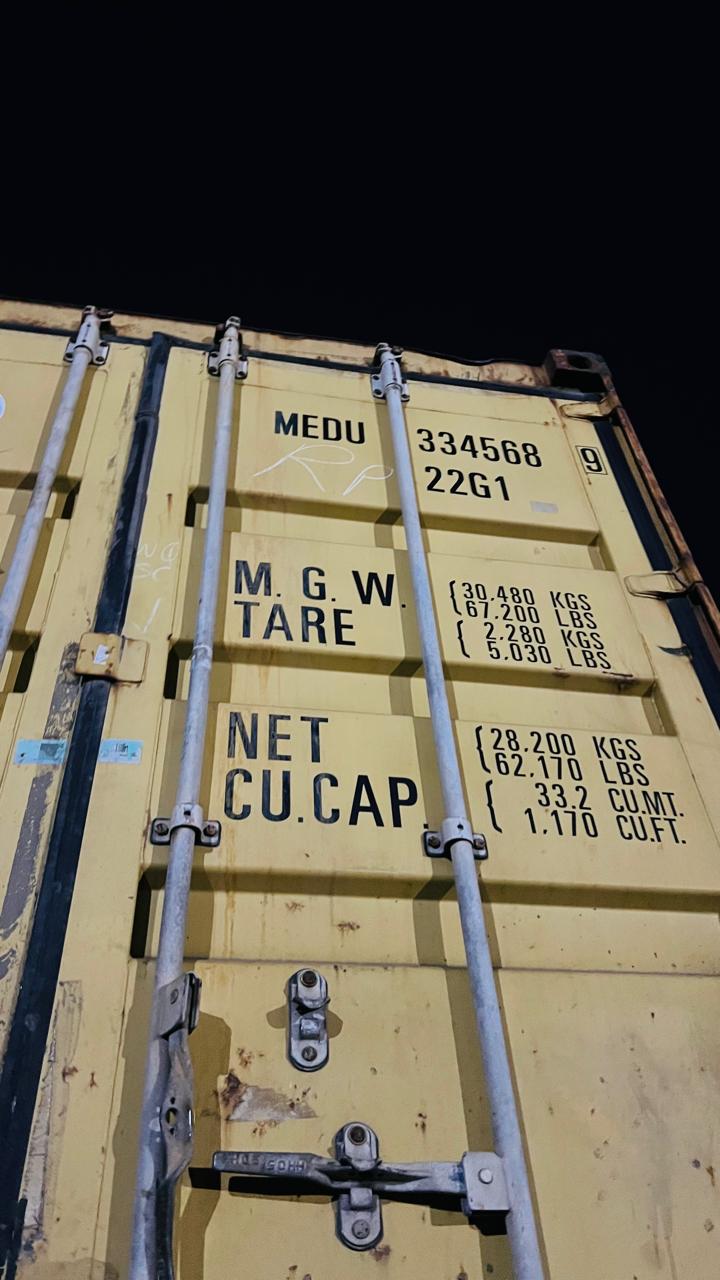 MEDU 334568 9
RP
22G1
M. G. W. 30.480 KGS
67.200 LBS
TARE 2.280 KGS
5.030 LBS
NET 28.200 KGS
62.170 LBS
CU.CAP. 33.2 CU.MT.
1.170 CU.FT.